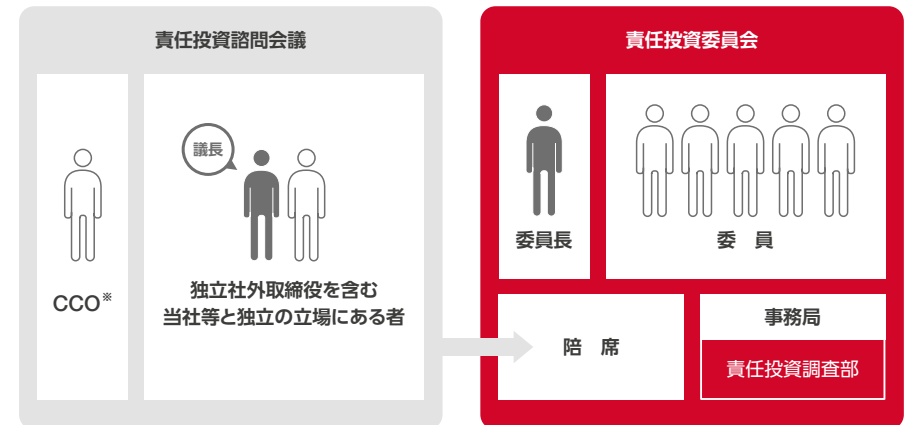 責任投資諮問会議
CCO※
議長
独立社外取締役を含む
当社等と独立の立場にある者
責任投資委員会
委員長
委　員
陪　席
事務局
責任投資調査部